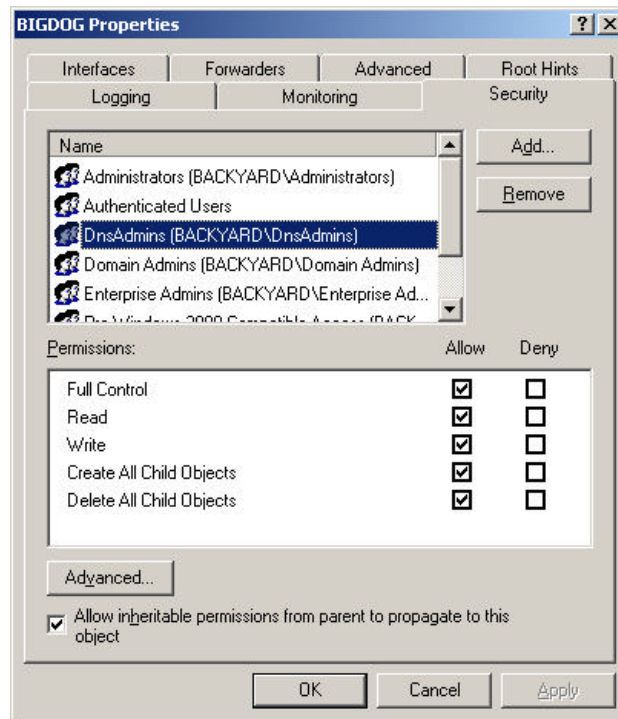 BIGDOG Properties
Interfaces Forwarders Advanced Root Hints
Logging Monitoring Security
Name
Add...
Administrators (BACKYARD\Administrators)
Authenticated Users
Remove
DnsAdmins (BACKYARD\DnsAdmins)
Domain Admins (BACKYARD\Domain Admins)
Enterprise Admins (BACKYARD\Enterprise Ad...
Permissions: Allow Deny
Full Control
Read
Write
Create All Child Objects
Delete All Child Objects
Advanced...
Allow inheritable permissions from parent to propagate to this
object
OK Cancel Apply